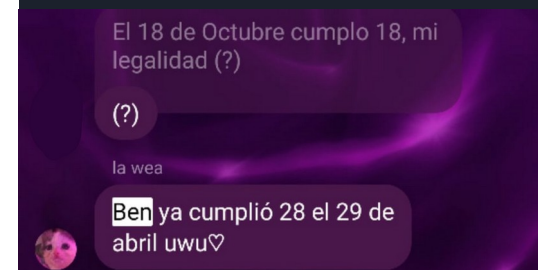 El 18 de Octubre cumplo 18, mi
legalidad (?)
(?)
la wea
Ben ya cumplió 28 el 29 de
abril uwu♡